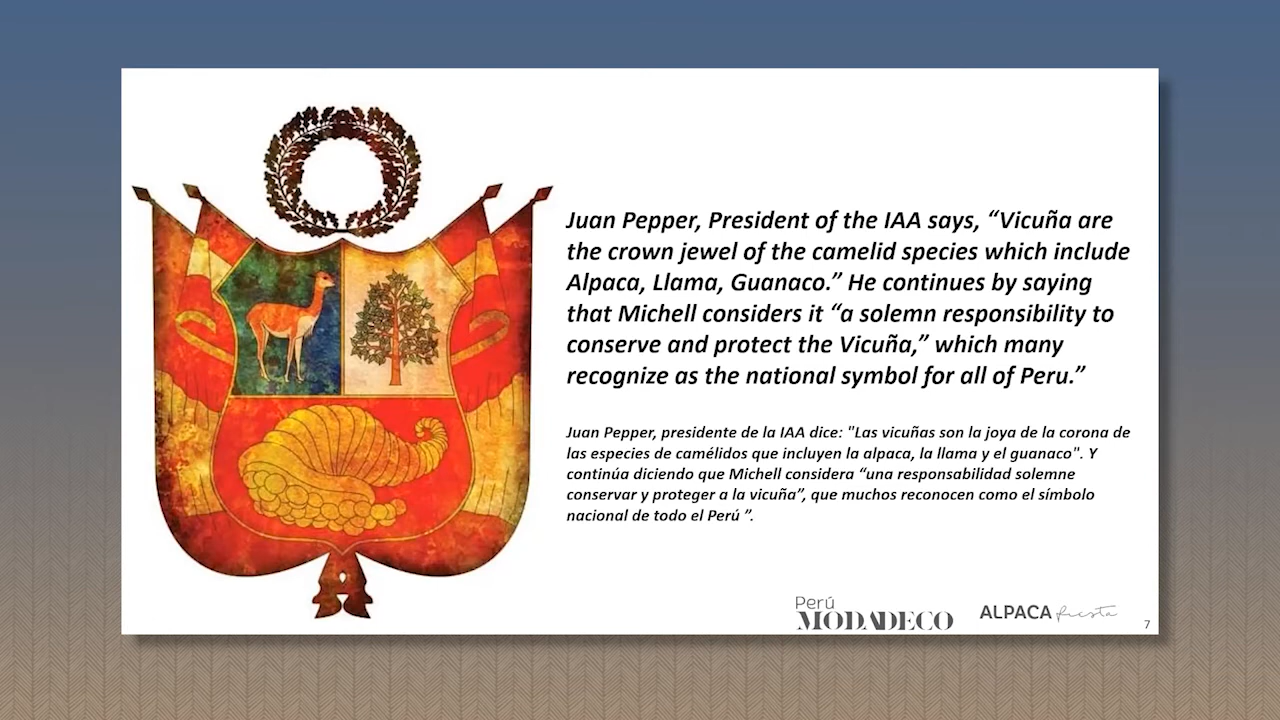 Juan Pepper, President of the IAA says, “Vicuña are
the crown jewel of the camelid species which include
Alpaca, Llama, Guanaco.” He continues by saying
that Michell considers it “a solemn responsibility to
conserve and protect the Vicuña,” which many
recognize as the national symbol for all of Peru.”
Juan Pepper, presidente de la IAA dice: "Las vicuñas son la joya de la corona de
las especies de camélidos que incluyen la alpaca, la llama y el guanaco". Y
continúa diciendo que Michell considera “una responsabilidad solemne
conservar y proteger a la vicuña”, que muchos reconocen como el símbolo
nacional de todo el Perú ”.
Perú
MODADECO
ALPACA fiesta
7